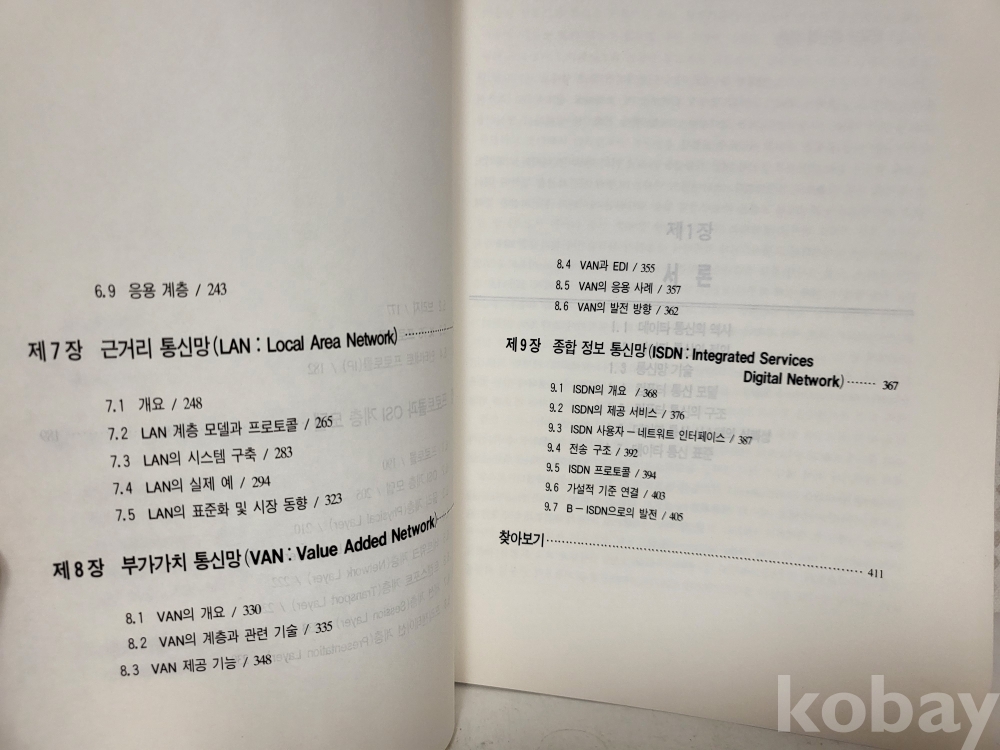 6.9 응용 계층 / 243
제7장 근거리 통신망(LAN : Local Area Network)
7.1 개요 / 248
7.2 LAN 계층 모델과 프로토콜 / 265
7.3 LAN의 시스템 구축 / 283
7.4 LAN의 실제 예 / 294
7.5 LAN의 표준화 및 시장 동향 / 323
제8장 부가가치 통신망(VAN : Value Added Network)
8.1 VAN의 개요 / 330
8.2 VAN의 계층과 관련 기술 / 335
8.3 VAN 제공 기능 / 348
8.4 VAN과 EDI / 355
8.5 VAN의 응용 사례 / 357
8.6 VAN의 발전 방향 / 362
제9장 종합 정보 통신망(ISDN : Integrated Services
Digital Network) ······· 367
9.1 ISDN의 개요 / 368
9.2 ISDN의 제공 서비스 / 376
9.3 ISDN 사용자 - 네트워트 인터페이스 / 387
9.4 전송 구조 / 392
9.5 ISDN 프로토콜 / 394
9.6 가설적 기준 연결 / 403
9.7 B - ISDN으로의 발전 / 405
찾아보기 ······· 411
kobay